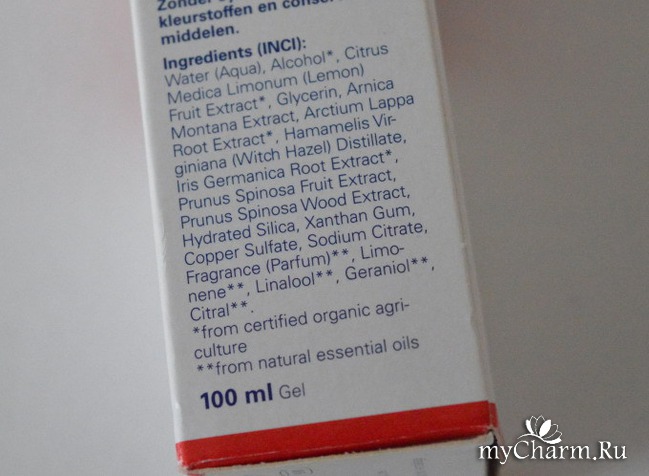 Zonder
kleurstoffen en
middelen.
Ingredients (INCI):
Water (Aqua), Alcohol*, Citrus
Medica Limonum (Lemon)
Fruit Extract*, Glycerin, Arnica
Montana Extract, Arctium Lappa
Root Extract*, Hamamelis Vir-
giniana (Witch Hazel) Distillate,
Iris Germanica Root Extract*,
Prunus Spinosa Fruit Extract,
Prunus Spinosa Wood Extract,
Hydrated Silica, Xanthan Gum,
Copper Sulfate, Sodium Citrate,
Fragrance (Parfum)**, Limo-
nene**, Linalool**, Geraniol**,
Citral**.
*from certified organic agri-
culture
**from natural essential oils
100 ml Gel
myCharm.Ru